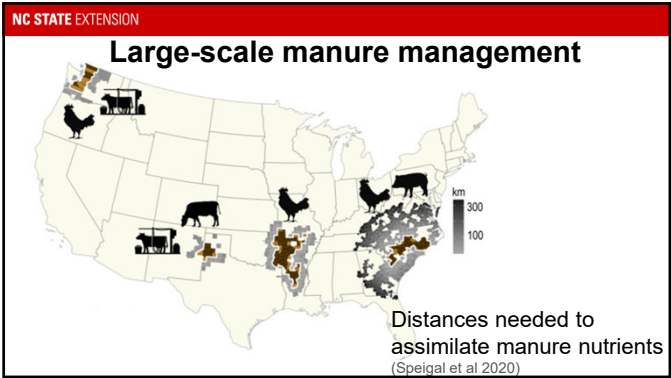 NC STATE EXTENSION
Large-scale manure management
km
300
100
Distances needed to
assimilate manure nutrients
(Speigal et al 2020)